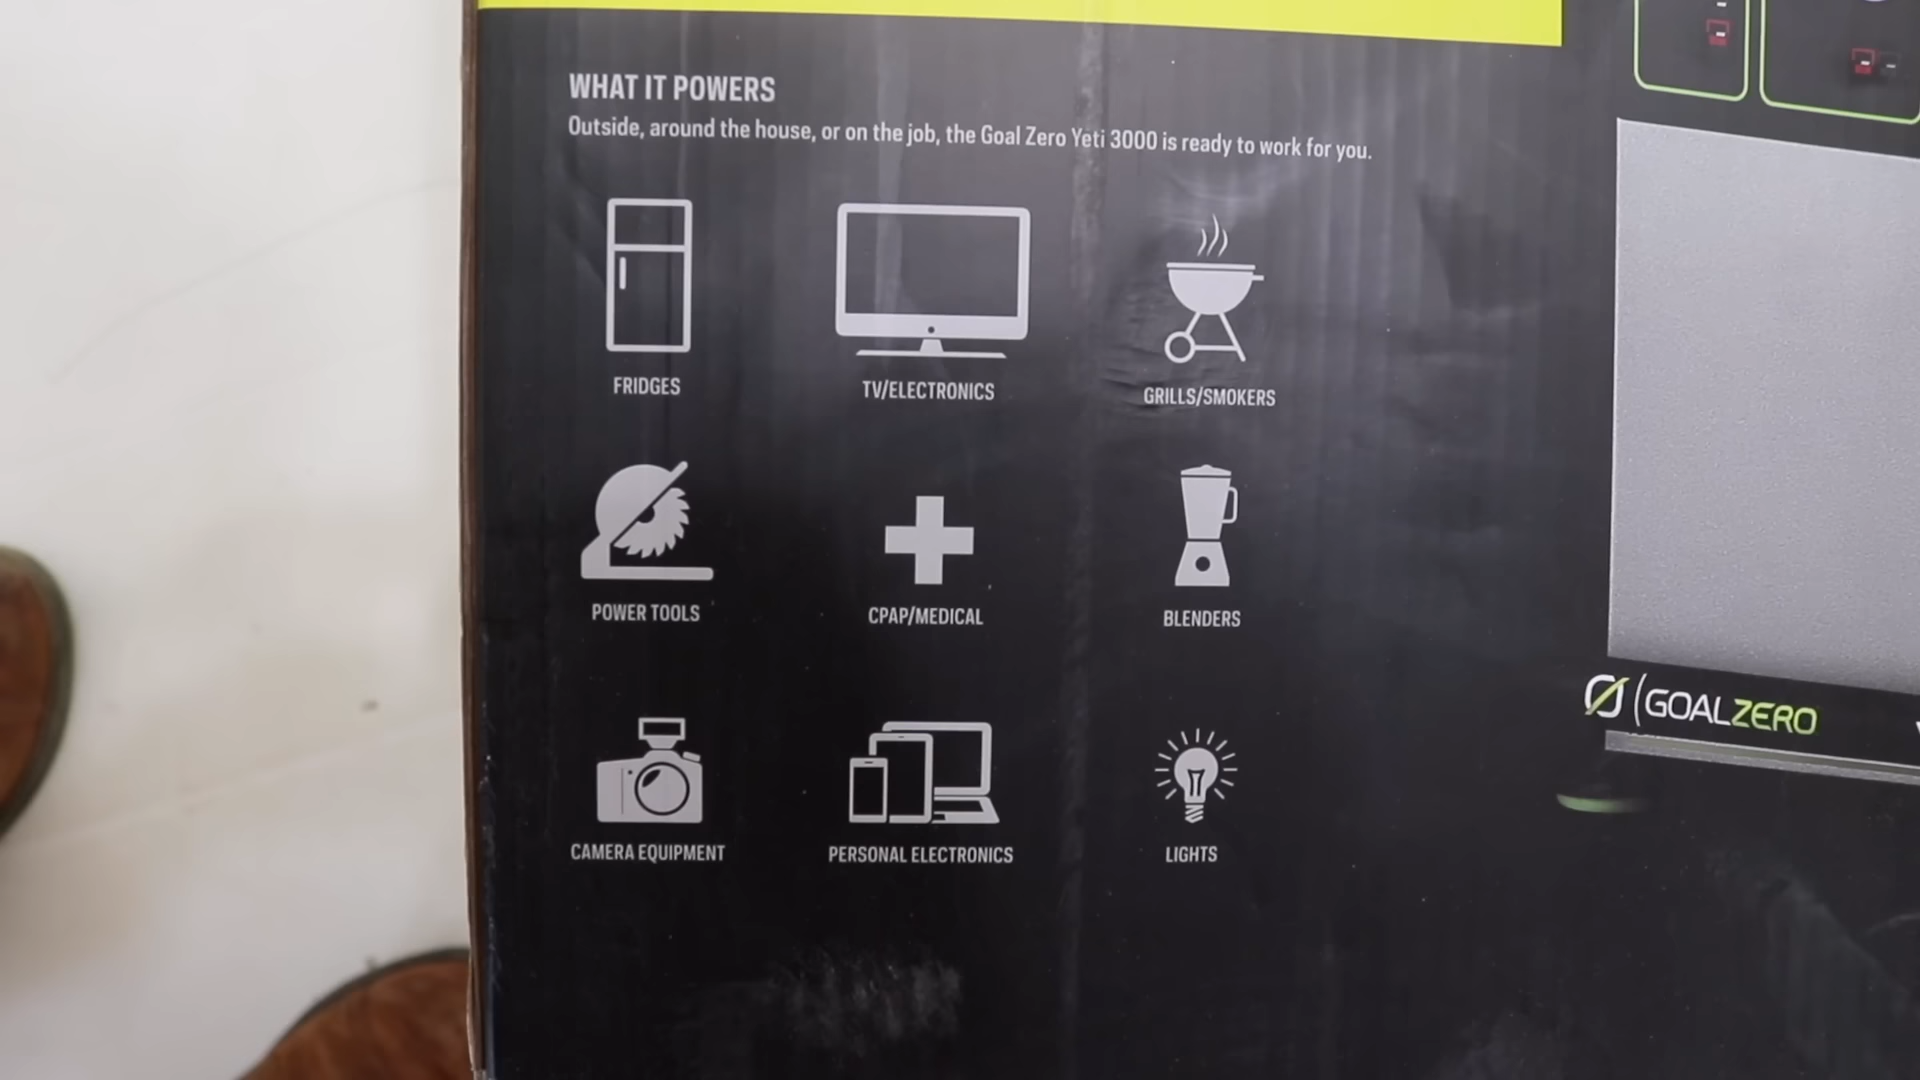 WHAT IT POWERS
Outside, around the house, or on the job, the Goal Zero Yeti 3000 is ready to work for you.
FRIDGES
TV/ELECTRONICS
GRILLS/SMOKERS
POWER TOOLS
CPAP/MEDICAL
BLENDERS
CAMERA EQUIPMENT
PERSONAL ELECTRONICS
LIGHTS
GOALZERO